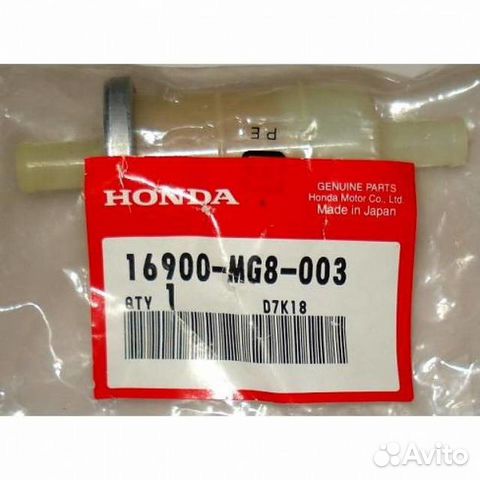 P.E
HONDA
GENUINE PARTS
Honda Motor Co., Ltd.
Made in Japan
16900-MG8-003
QTY 1 D7K18
Avito